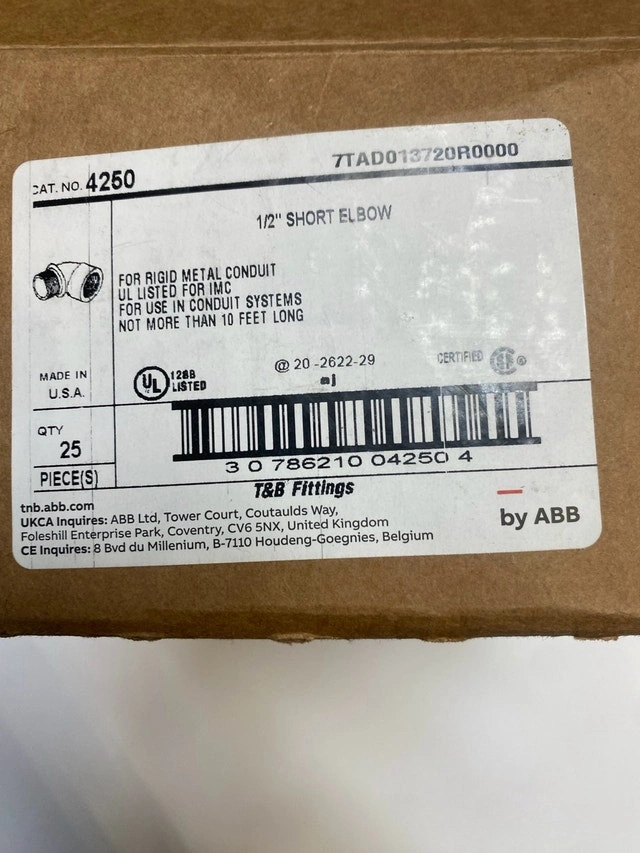 CAT. NO. 4250
7TAD013720R0000
1/2" SHORT ELBOW
FOR RIGID METAL CONDUIT
UL LISTED FOR IMC
FOR USE IN CONDUIT SYSTEMS
NOT MORE THAN 10 FEET LONG
MADE IN
U.S.A.
UL
128B
LISTED
@ 20-2622-29
mj
CERTIFIED
QTY
25
PIECE(S)
3 0 786210 04250 4
T&B Fittings
by ABB
tnb.abb.com
UKCA Inquires: ABB Ltd, Tower Court, Coutaulds Way,
Foleshill Enterprise Park, Coventry, CV6 5NX, United Kingdom
CE Inquires: 8 Bvd du Millenium, B-7110 Houdeng-Goegnies, Belgium